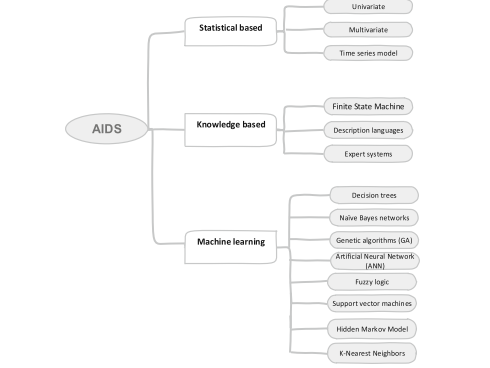 AIDS
Statistical based
Univariate
Multivariate
Time series model
Knowledge based
Finite State Machine
Description languages
Expert systems
Machine learning
Decision trees
Naïve Bayes networks
Genetic algorithms (GA)
Artificial Neural Network
(ANN)
Fuzzy logic
Support vector machines
Hidden Markov Model
K-Nearest Neighbors